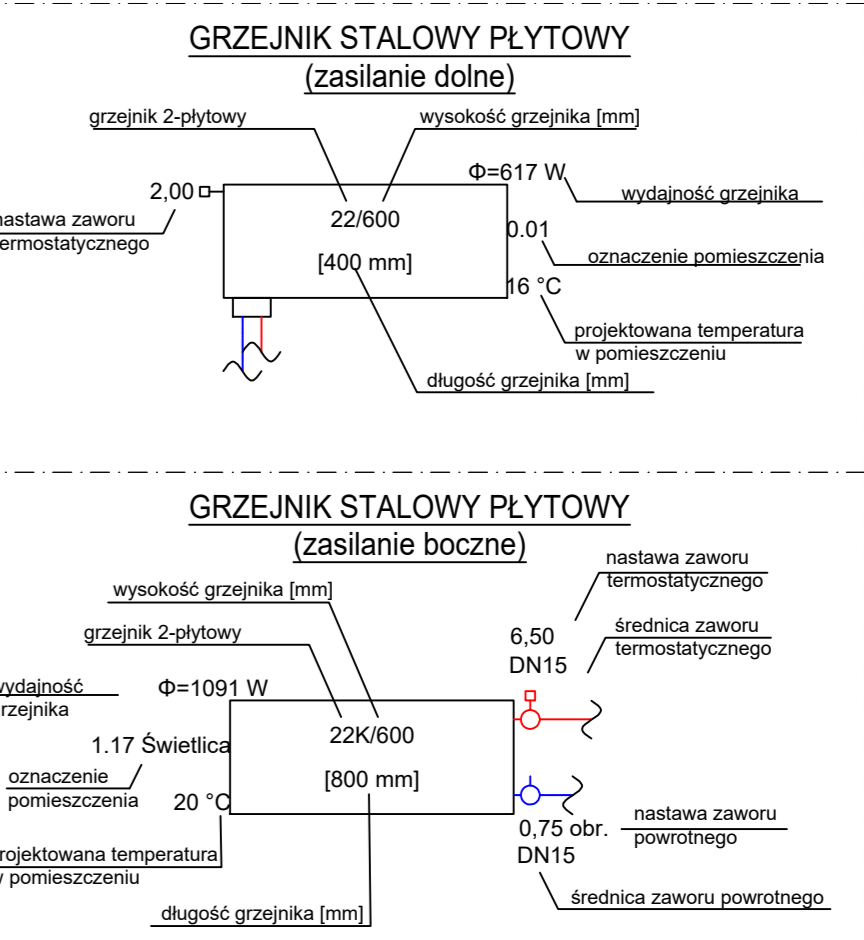 GRZEJNIK STALOWY PŁYTOWY
(zasilanie dolne)
grzejnik 2-płytowy
wysokość grzejnika [mm]
Φ=617 W
2,00
wydajność grzejnika
nastawa zaworu
termostatycznego
22/600
0.01
[400 mm]
oznaczenie pomieszczenia
16 °C
projektowana temperatura
w pomieszczeniu
długość grzejnika [mm]
GRZEJNIK STALOWY PŁYTOWY
(zasilanie boczne)
nastawa zaworu
termostatycznego
wysokość grzejnika [mm]
grzejnik 2-płytowy
6,50
DN15
średnica zaworu
termostatycznego
wydajność
grzejnika
Φ=1091 W
22K/600
1.17 Świetlica
[800 mm]
oznaczenie
pomieszczenia
20 °C
0,75 obr.
DN15
nastawa zaworu
powrotnego
projektowana temperatura
w pomieszczeniu
średnica zaworu powrotnego
długość grzejnika [mm]